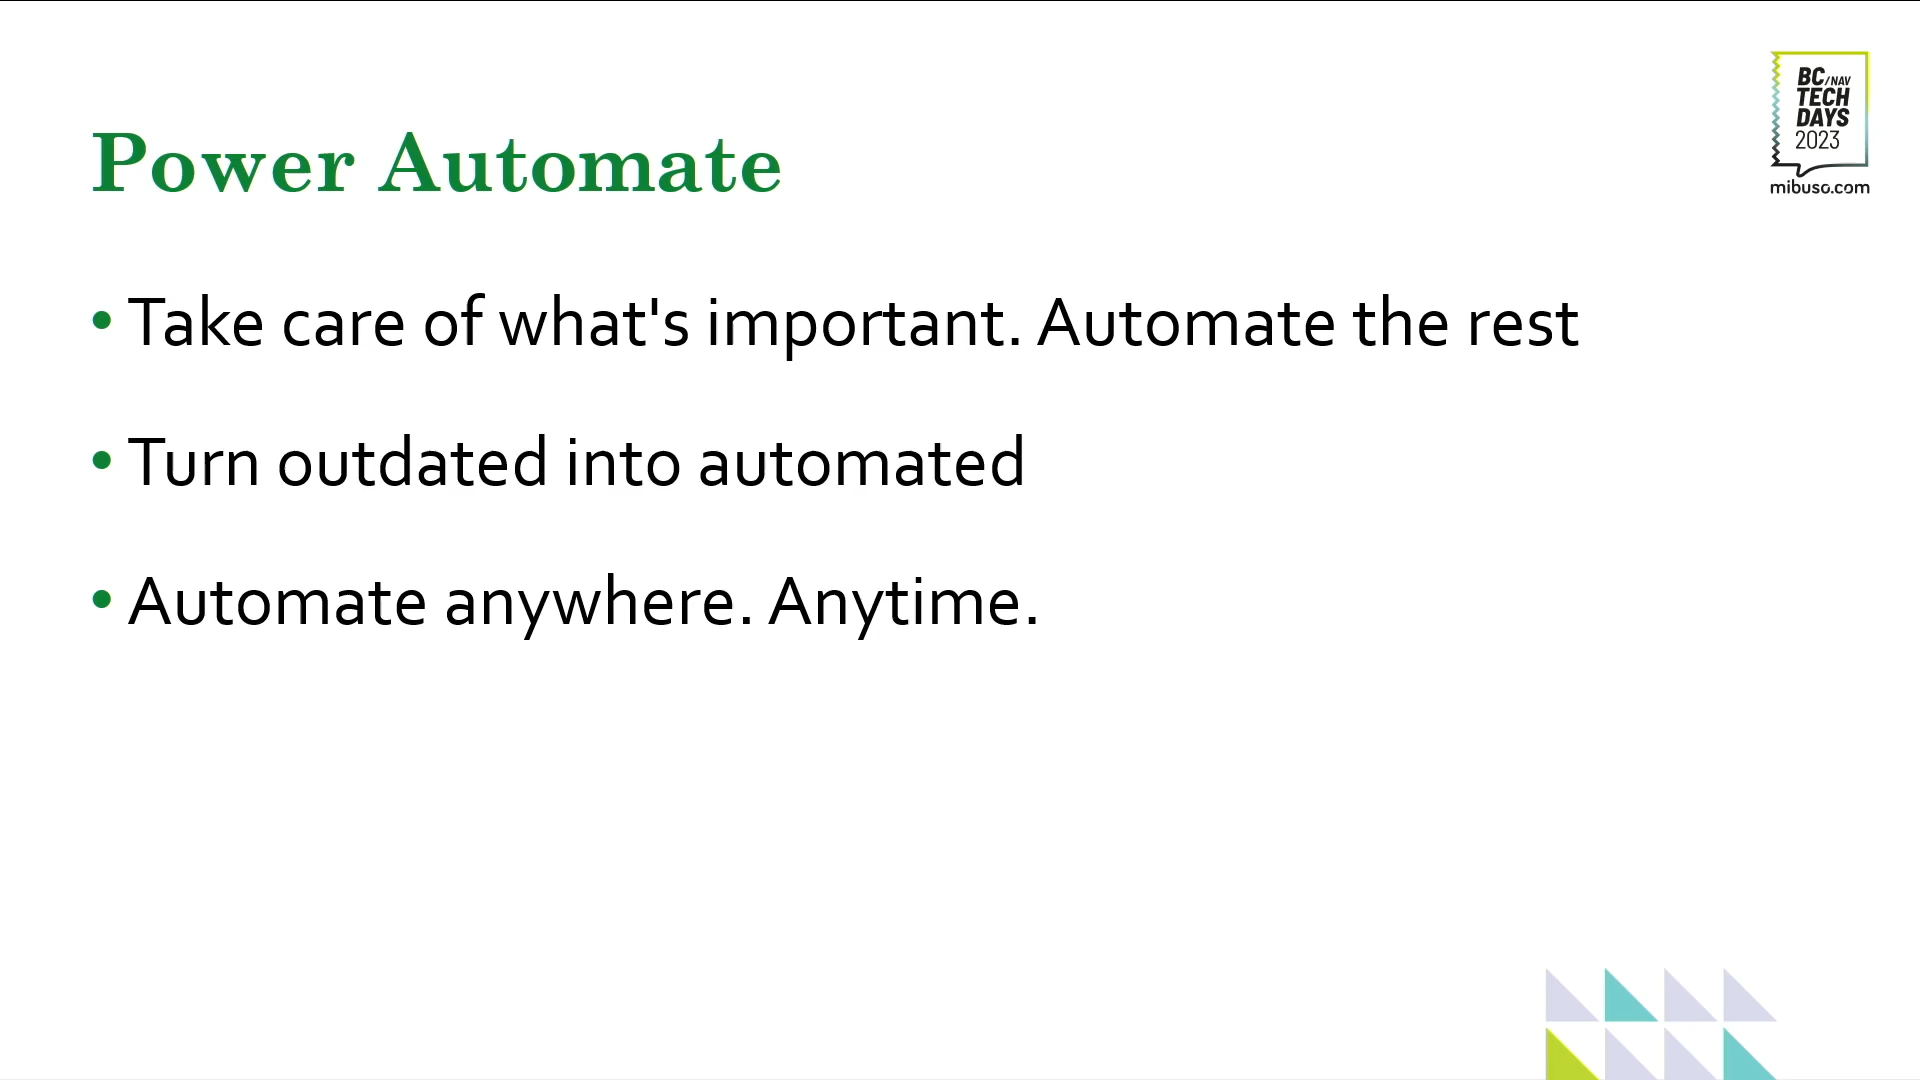 BC/NAV
TECH
DAYS
2023
mibuso.com
Power Automate
• Take care of what's important. Automate the rest
• Turn outdated into automated
• Automate anywhere. Anytime.